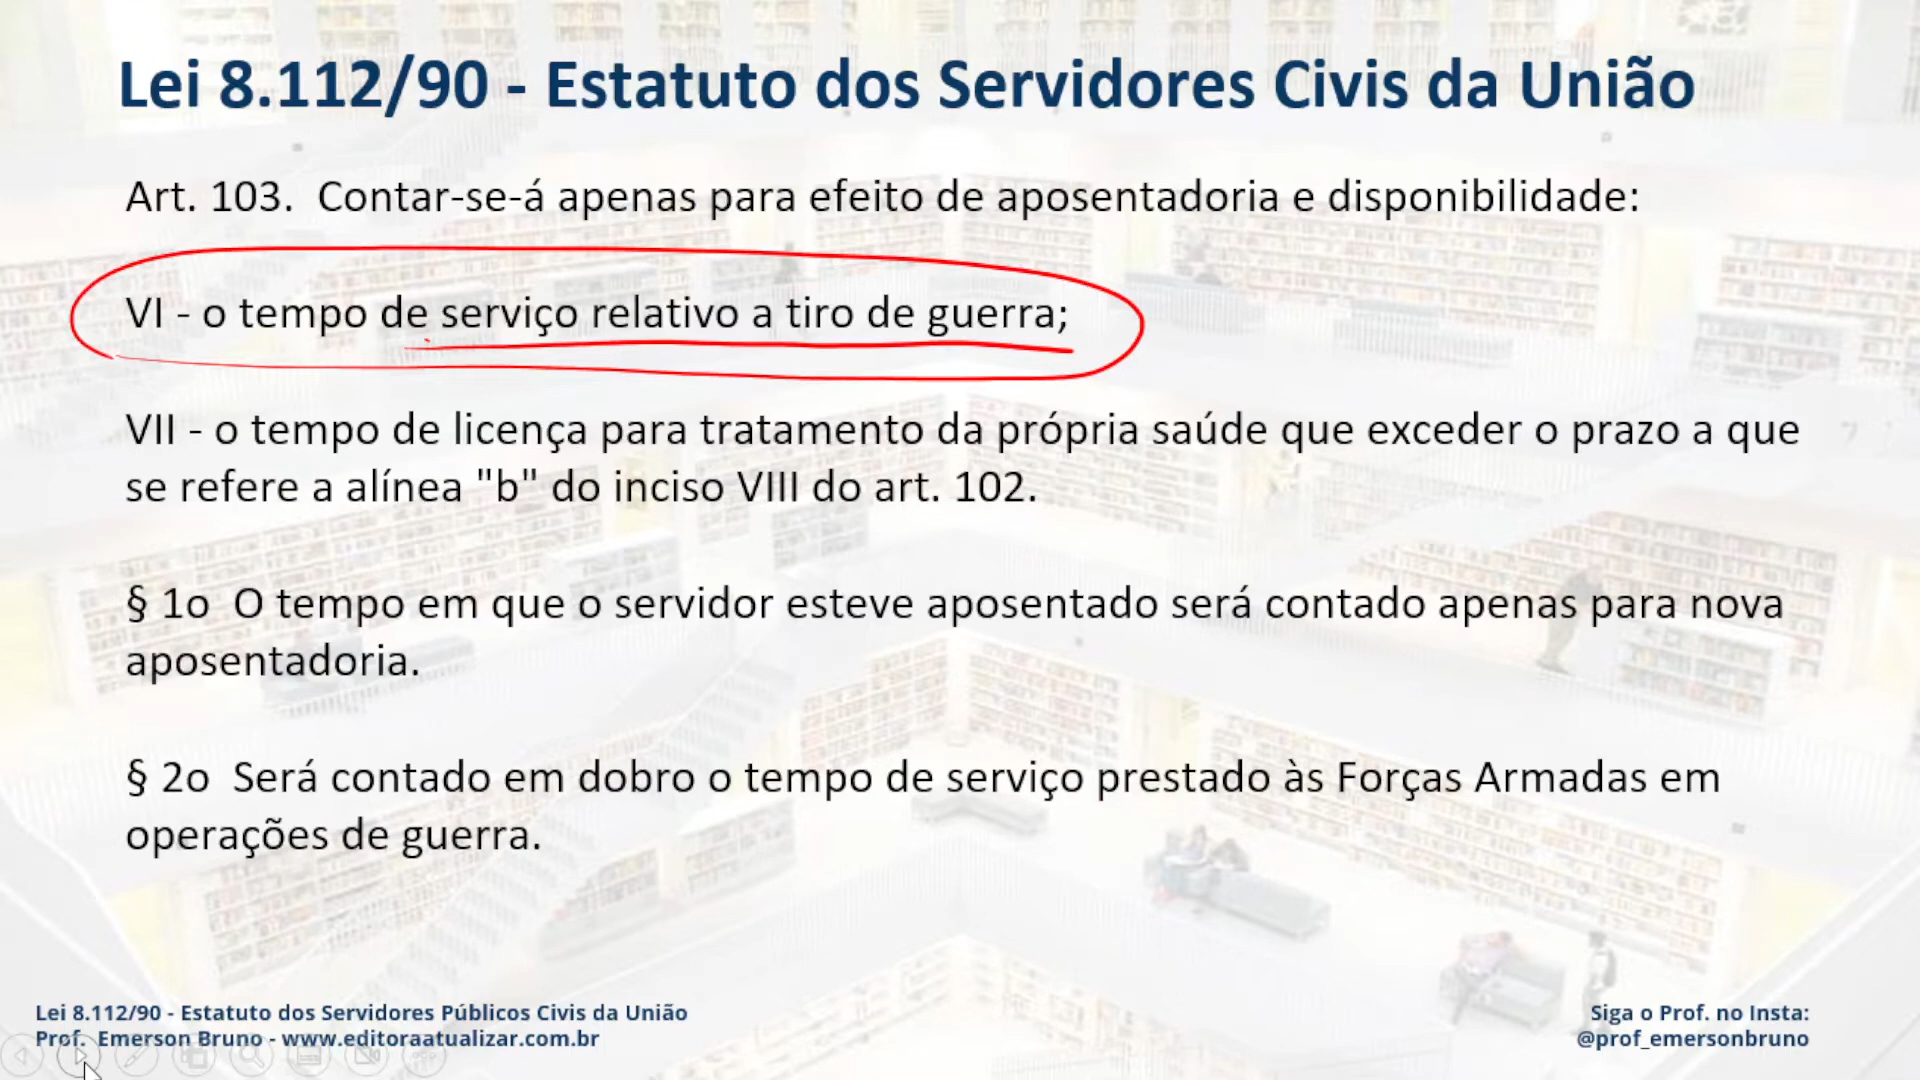 Lei 8.112/90 - Estatuto dos Servidores Civis da União
Art. 103.  Contar-se-á apenas para efeito de aposentadoria e disponibilidade:
VI - o tempo de serviço relativo a tiro de guerra;
VII - o tempo de licença para tratamento da própria saúde que exceder o prazo a que
se refere a alínea "b" do inciso VIII do art. 102.
§ 1o  O tempo em que o servidor esteve aposentado será contado apenas para nova
aposentadoria.
§ 2o  Será contado em dobro o tempo de serviço prestado às Forças Armadas em
operações de guerra.
Lei 8.112/90 - Estatuto dos Servidores Públicos Civis da União
Prof.  Emerson Bruno - www.editoraatualizar.com.br
Siga o Prof. no Insta:
@prof_emersonbruno